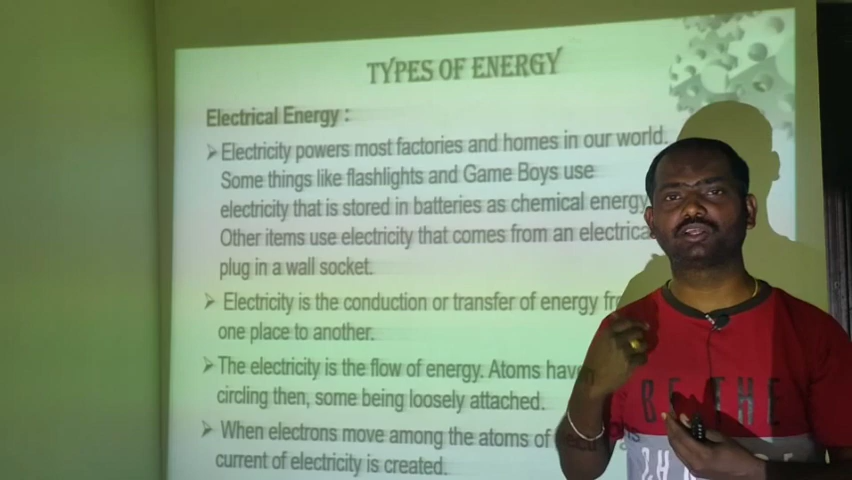 TYPES OF ENERGY
Electrical Energy :
Electricity powers most factories and homes in our world.
Some things like flashlights and Game Boys use
electricity that is stored in batteries as chemical energy
Other items use electricity that comes from an electrica
plug in a wall socket.
Electricity is the conduction or transfer of energy fr
one place to another.
The electricity is the flow of energy. Atoms have
circling then, some being loosely attached.
When electrons move among the atoms of
current of electricity is created.
BE THE